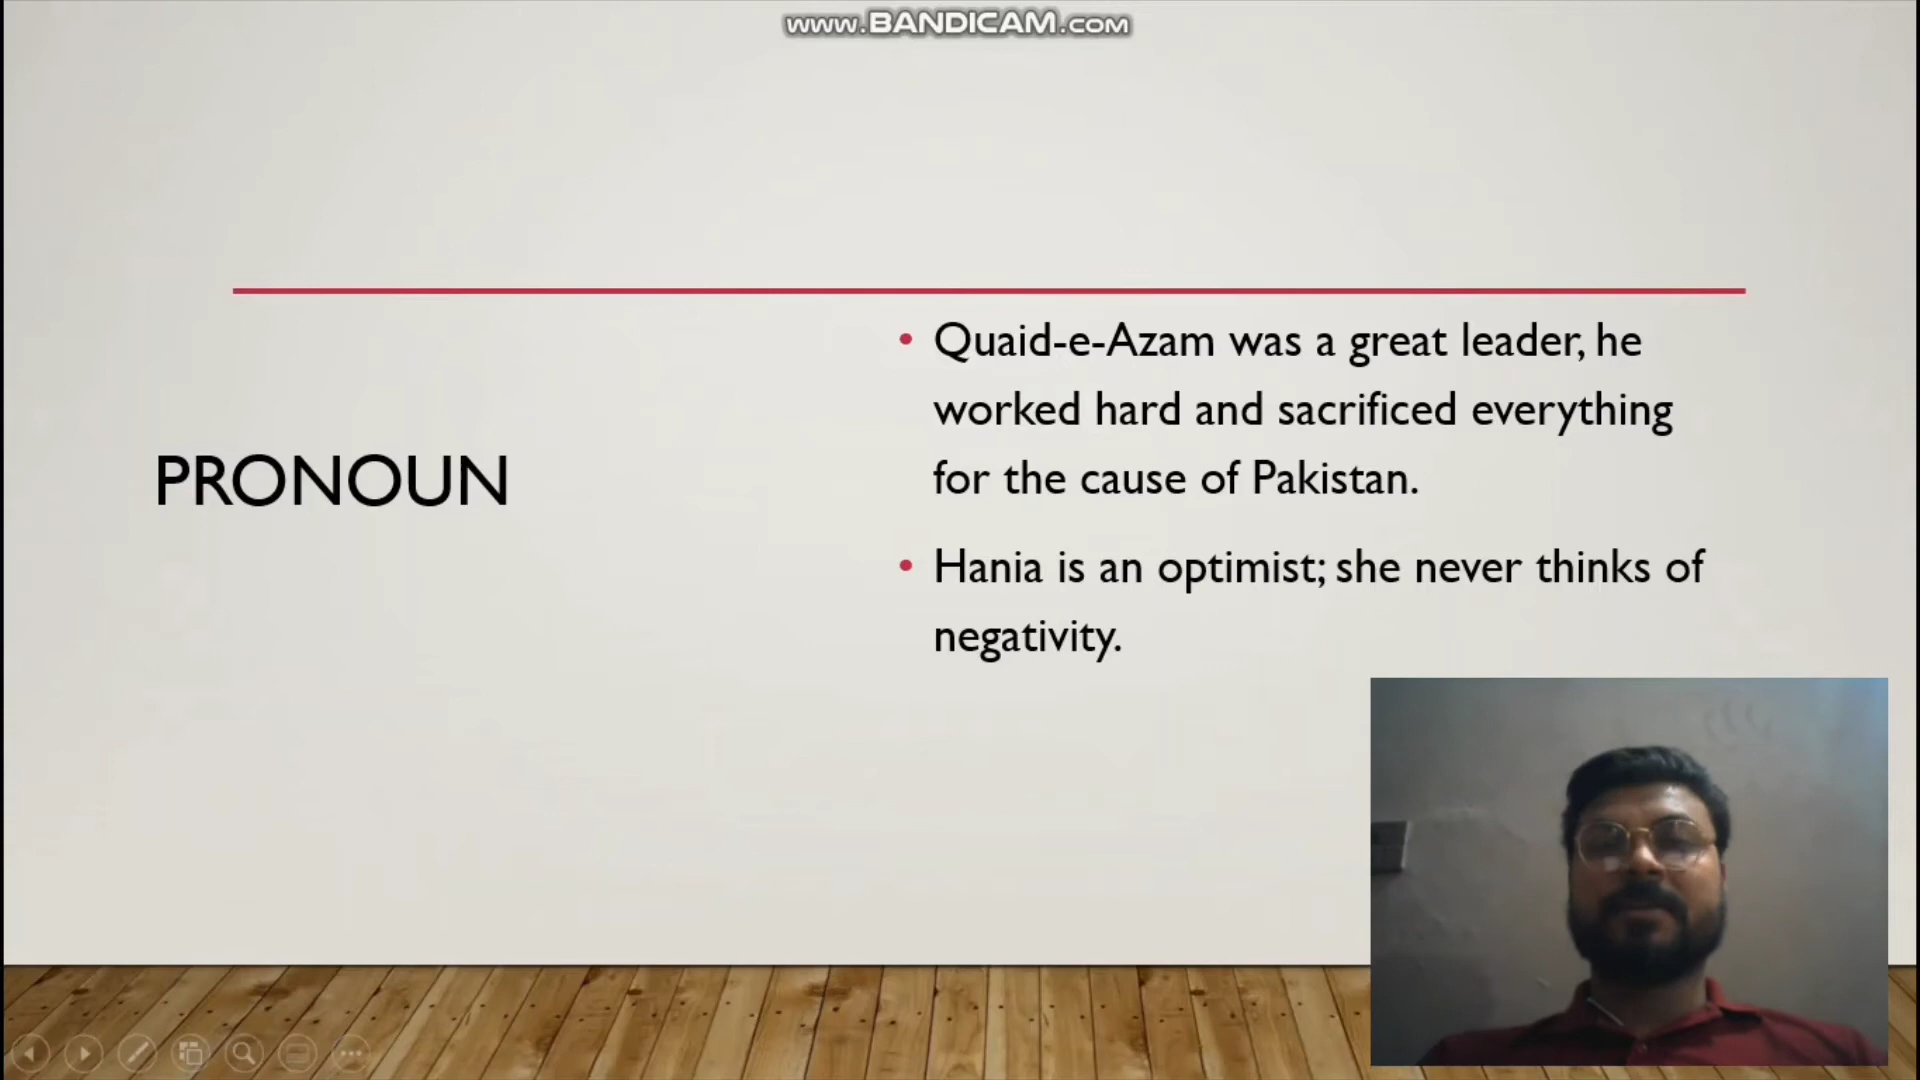 www.BANDICAM.com
PRONOUN
• Quaid-e-Azam was a great leader, he
worked hard and sacrificed everything
for the cause of Pakistan.
• Hania is an optimist; she never thinks of
negativity.